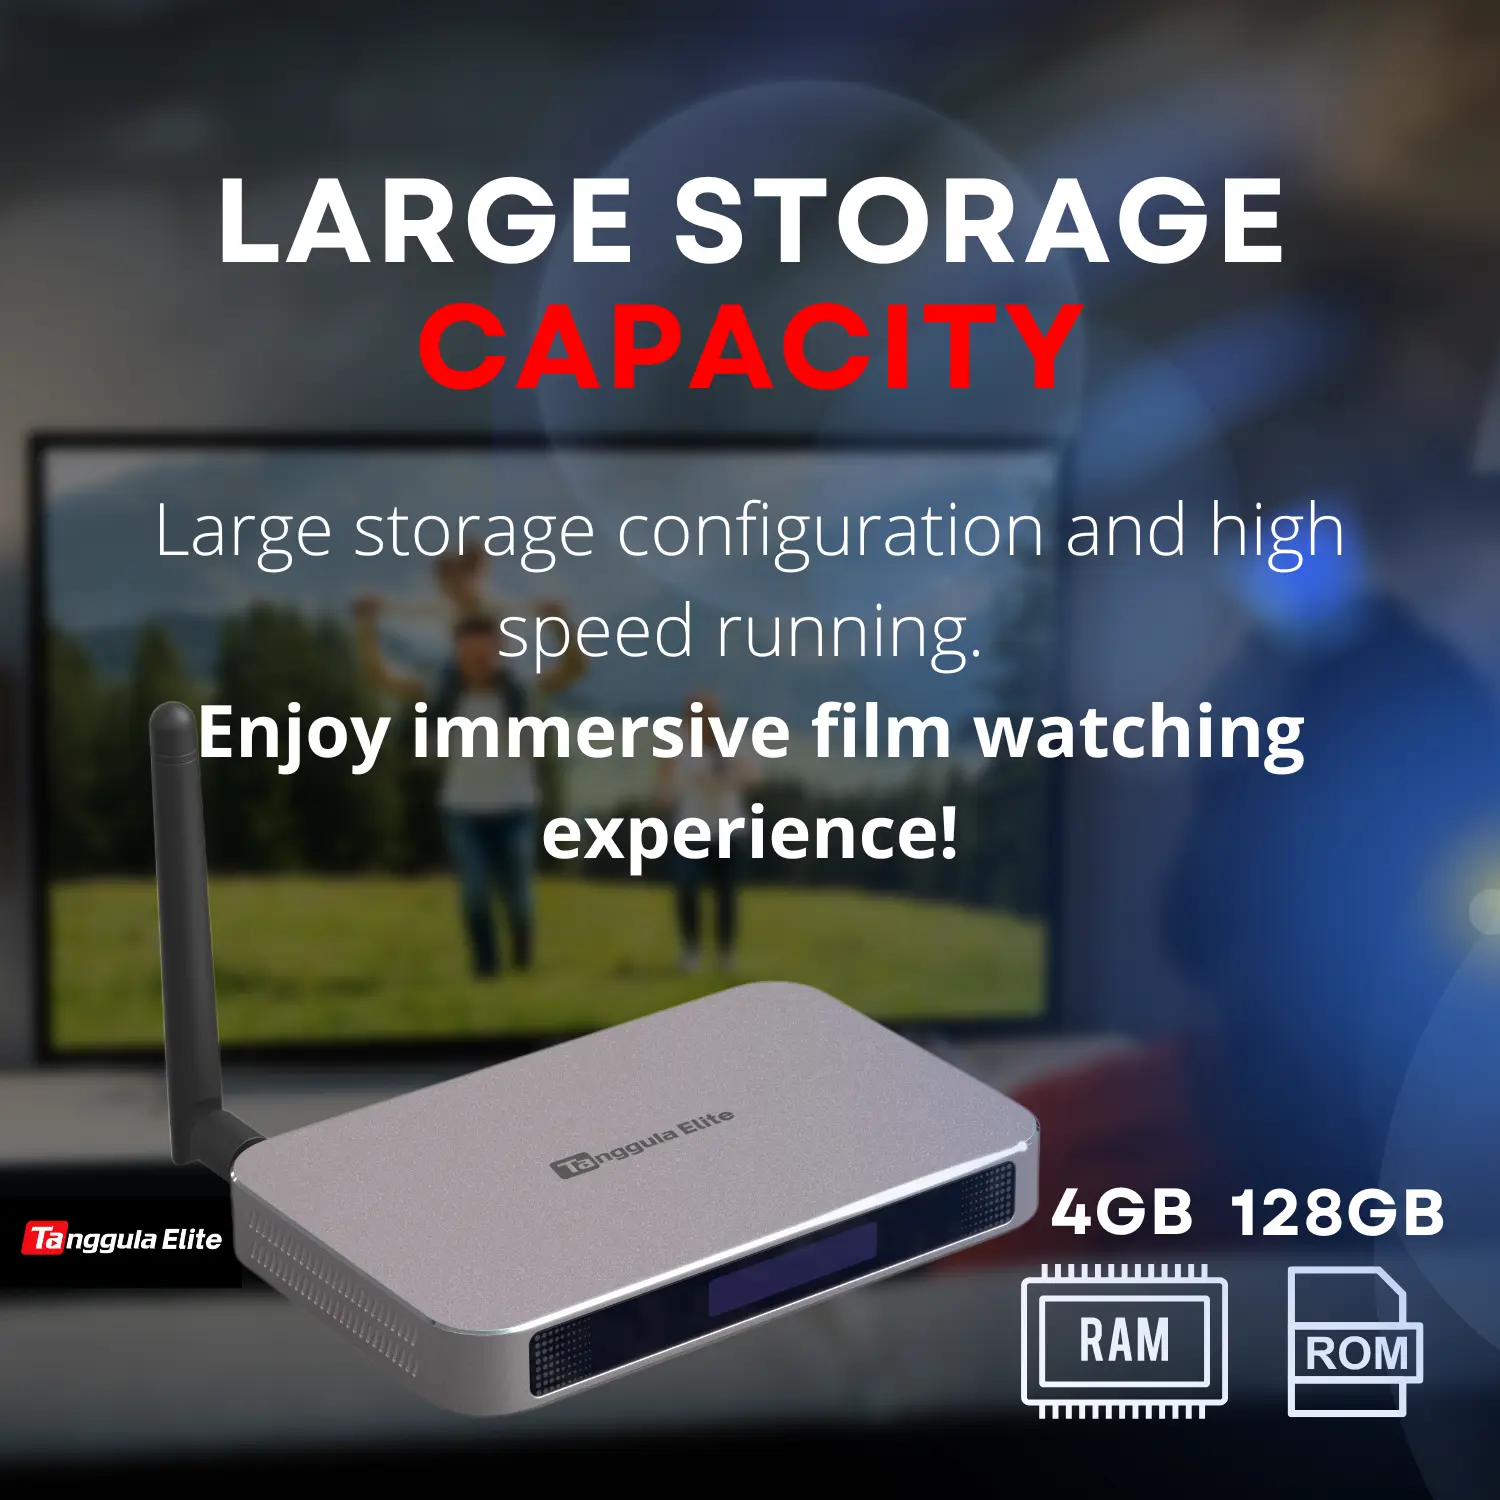 LARGE STORAGE
CAPACITY
Large storage configuration and high
speed running.
Enjoy immersive film watching
experience!
Tanggula Elite
Tanggula Elite
4GB 128GB
RAM ROM